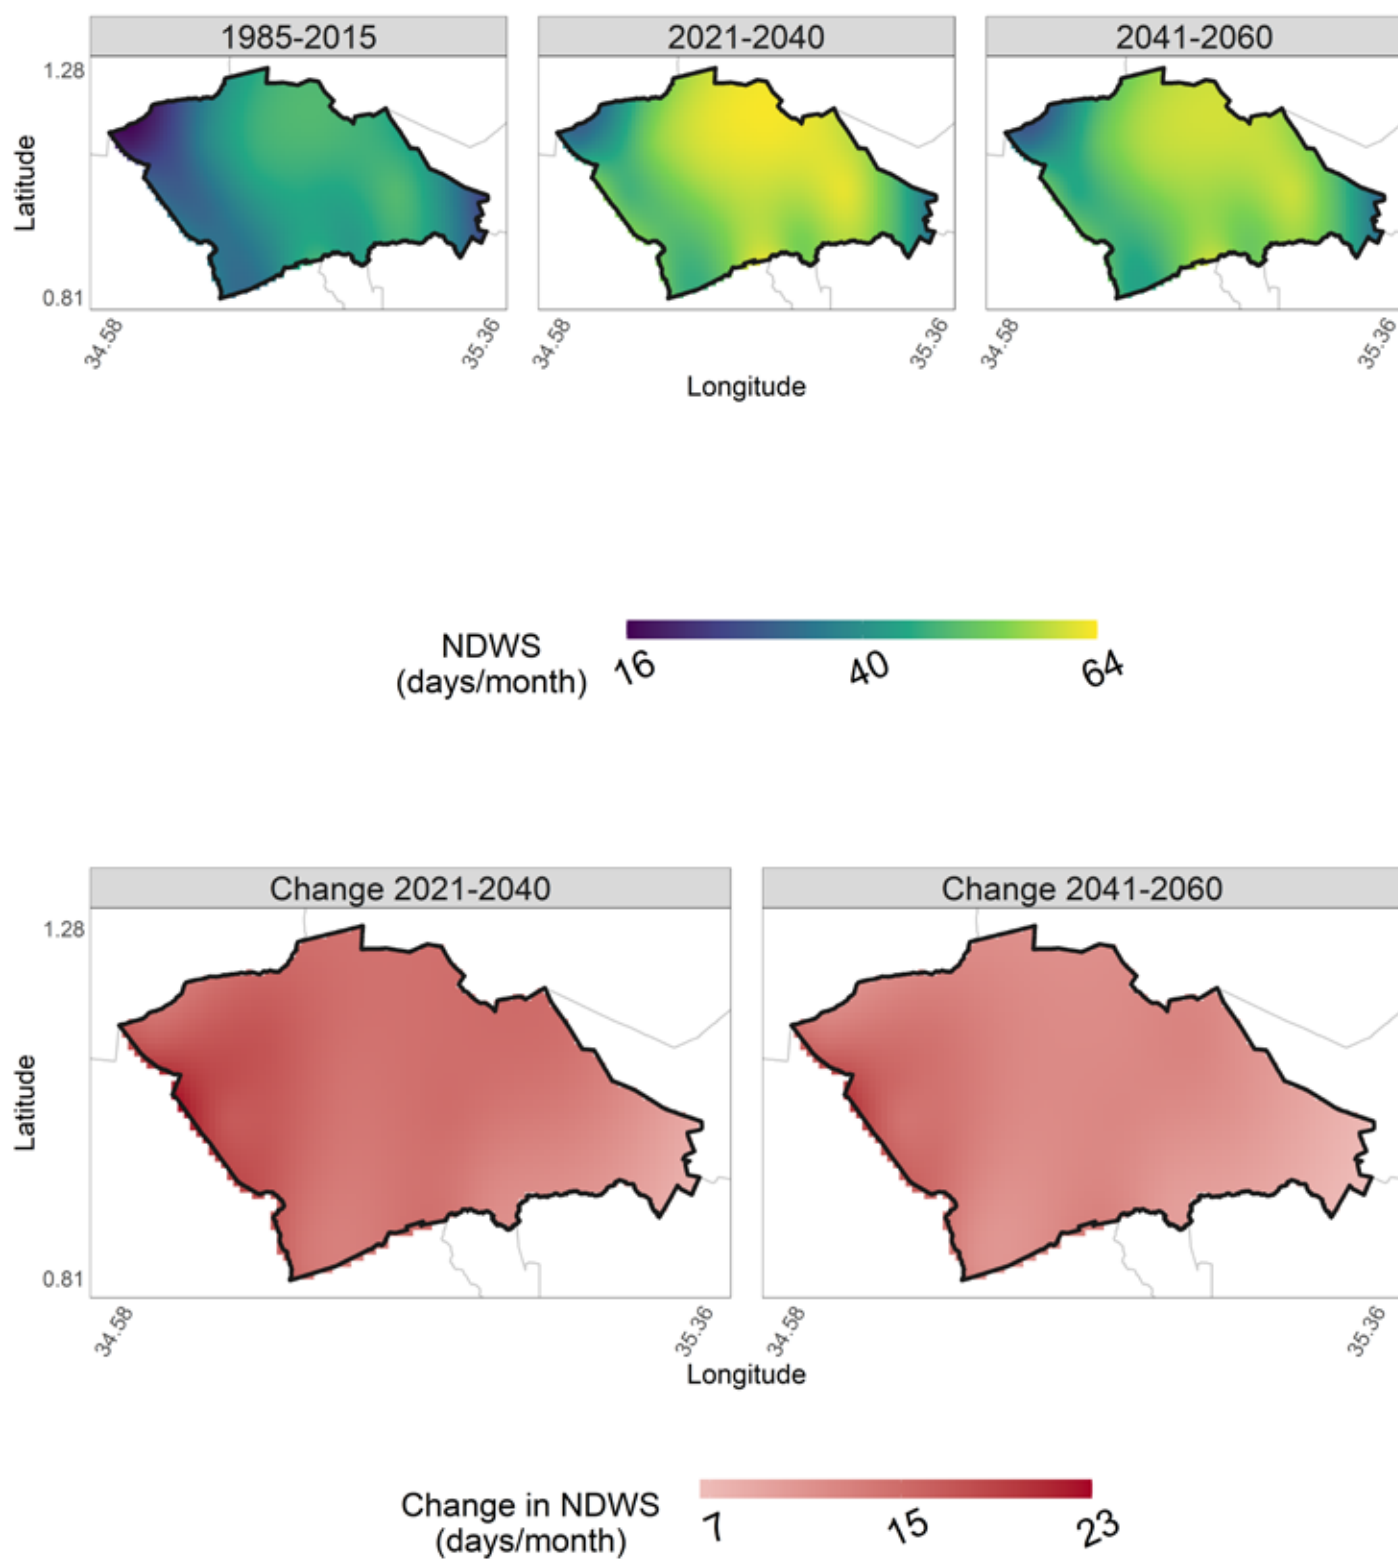 1985-2015
2021-2040
2041-2060
Latitude
1.28
0.81
34.58
35.36
34.58
35.36
34.58
35.36
Longitude
NDWS
(days/month)
16
40
64
Change 2021-2040
Change 2041-2060
Latitude
1.28
0.81
34.58
35.36
34.58
35.36
Longitude
Change in NDWS
(days/month)
7
15
23